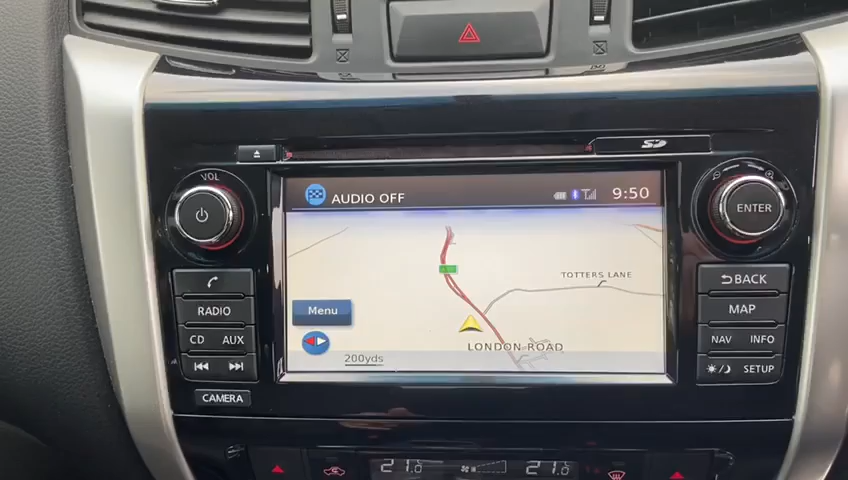 SD
VOL
AUDIO OFF
9:50
ENTER
BACK
TOTTERS LANE
RADIO
Menu
MAP
CD AUX
NAV INFO
LONDON ROAD
200yds
SETUP
CAMERA
21.0
21.0